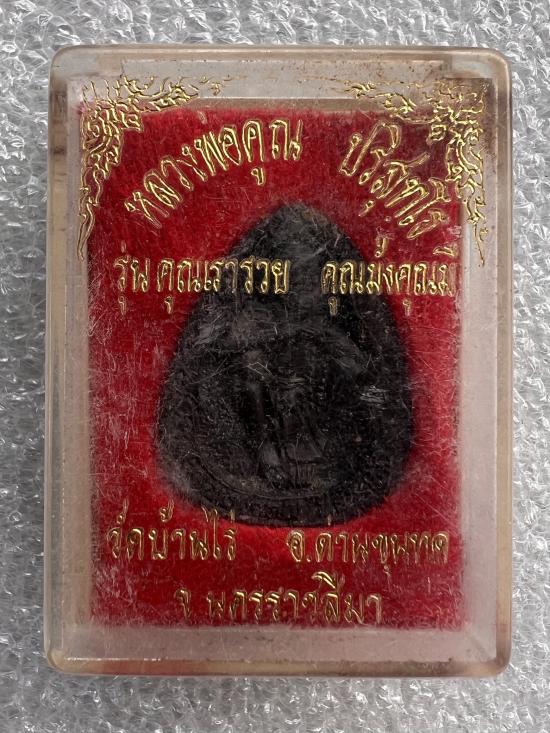 หลวงพ่อคูณ ปริสุทฺโธ
รุ่น คูณเรารวย คูณมั่งคูณมี
วัดบ้านไร่ อ.ด่านขุนทด
จ.นครราชสีมา